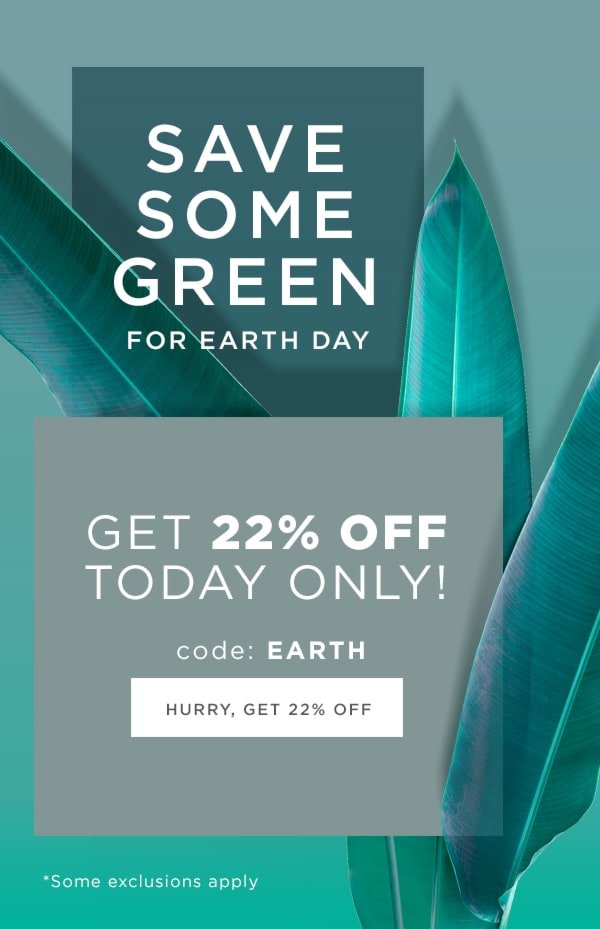 SAVE
SOME
GREEN
FOR EARTH DAY
GET 22% OFF
TODAY ONLY!
code: EARTH
HURRY, GET 22% OFF
*Some exclusions apply